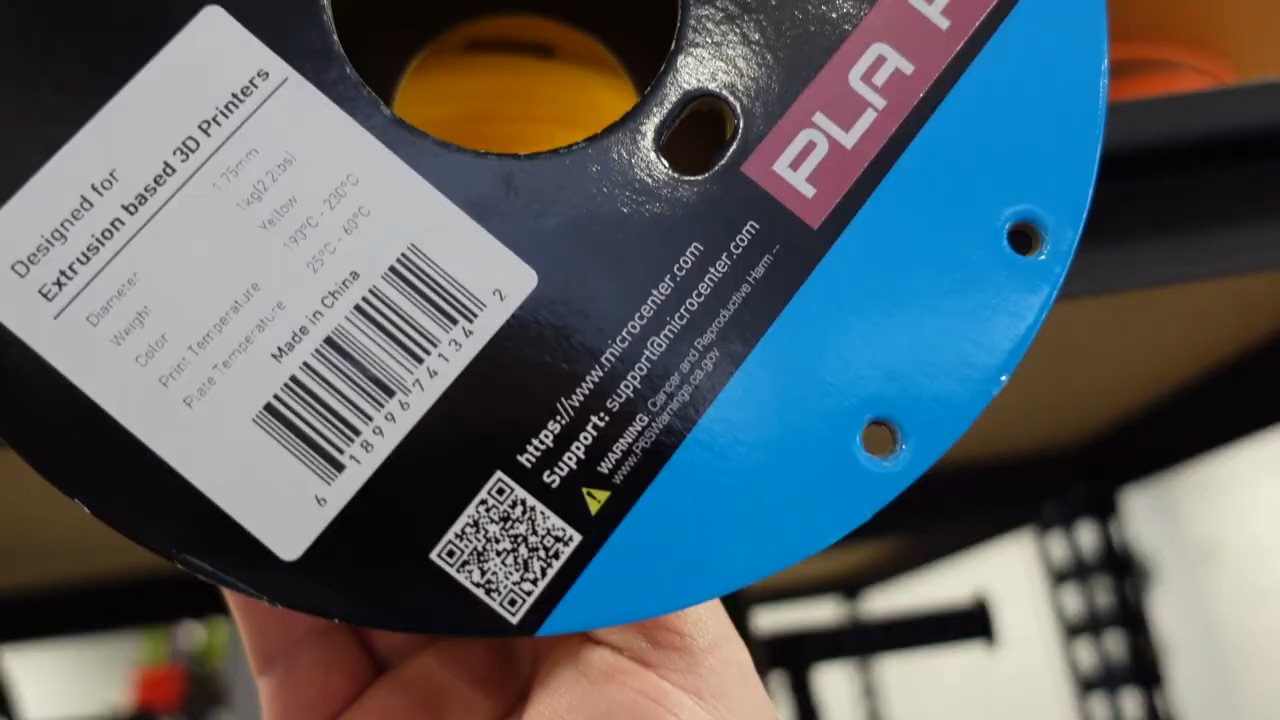 Designed for
Extrusion based 3D Printers
Diameter 1.75mm
Weight 1kg(2.2lbs)
Color Yellow
Print Temperature 190°C - 230°C
Plate Temperature 25°C - 60°C
Made in China
6 18996 74134 2
PLA
https://www.microcenter.com
Support: support@microcenter.com
WARNING: Cancer and Reproductive Harm --
www.P65Warnings.ca.gov